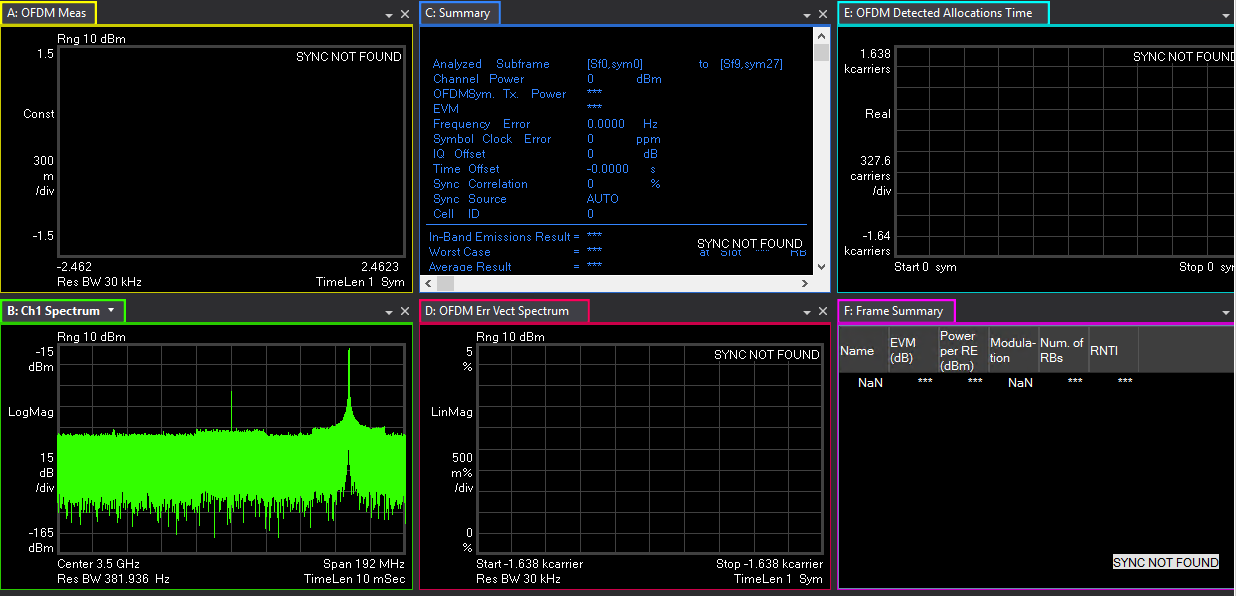 A: OFDM Meas
Rng 10 dBm
1.5
SYNC NOT FOUND
Const
300
m
/div
-1.5
-2.462
2.4623
Res BW 30 kHz
TimeLen 1 Sym
C: Summary
Analyzed Subframe [Sf0,sym0] to [Sf9,sym27]
Channel Power 0 dBm
OFDMSym. Tx. Power ***
EVM ***
Frequency Error 0.0000 Hz
Symbol Clock Error 0 ppm
IQ Offset 0 dB
Time Offset -0.0000 s
Sync Correlation 0 %
Sync Source AUTO
Cell ID 0
In-Band Emissions Result = ***
SYNC NOT FOUND
Worst Case = *** at Slot *** RB
Average Result = ***
E: OFDM Detected Allocations Time
1.638
kcarriers
SYNC NOT FOUND
Real
327.6
carriers
/div
-1.64
kcarriers
Start 0 sym
Stop 0 sym
B: Ch1 Spectrum
Rng 10 dBm
-15
dBm
LogMag
15
dB
/div
-165
dBm
Center 3.5 GHz
Span 192 MHz
Res BW 381.936 Hz
TimeLen 10 mSec
D: OFDM Err Vect Spectrum
Rng 10 dBm
5
%
SYNC NOT FOUND
LinMag
500
m%
/div
0
%
Start -1.638 kcarrier
Stop -1.638 kcarrier
Res BW 30 kHz
TimeLen 1 Sym
F: Frame Summary
Name
EVM
(dB)
Power
per RE
(dBm)
Modula-
tion
Num. of
RBs
RNTI
NaN *** *** NaN *** ***
SYNC NOT FOUND